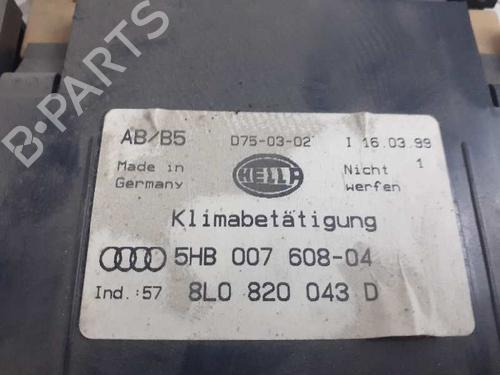 B-PARTS
AB/B5 D75-03-02 I 16.03.99
Made in Germany HELLA Nicht werfen 1
Klimabetätigung
5HB 007 608-04
Ind.:57 8L0 820 043 D